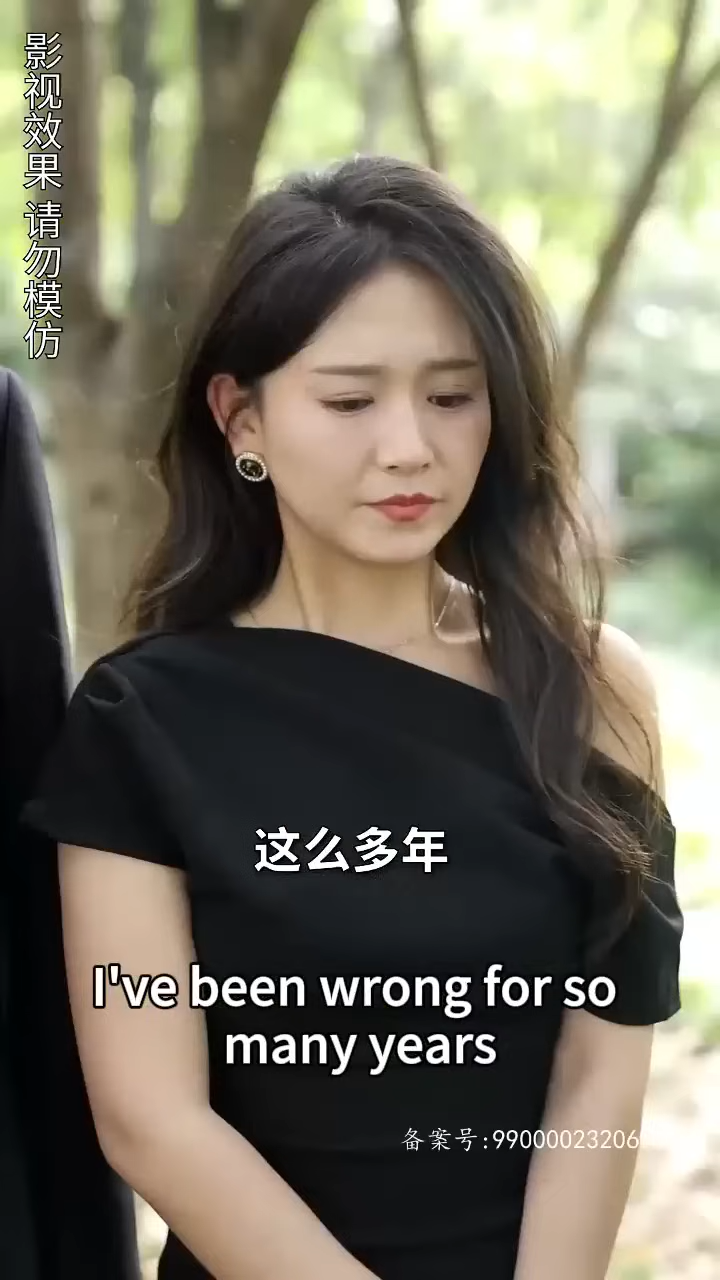 影视效果 请勿模仿
这么多年
I've been wrong for so
many years
备案号:99000023206